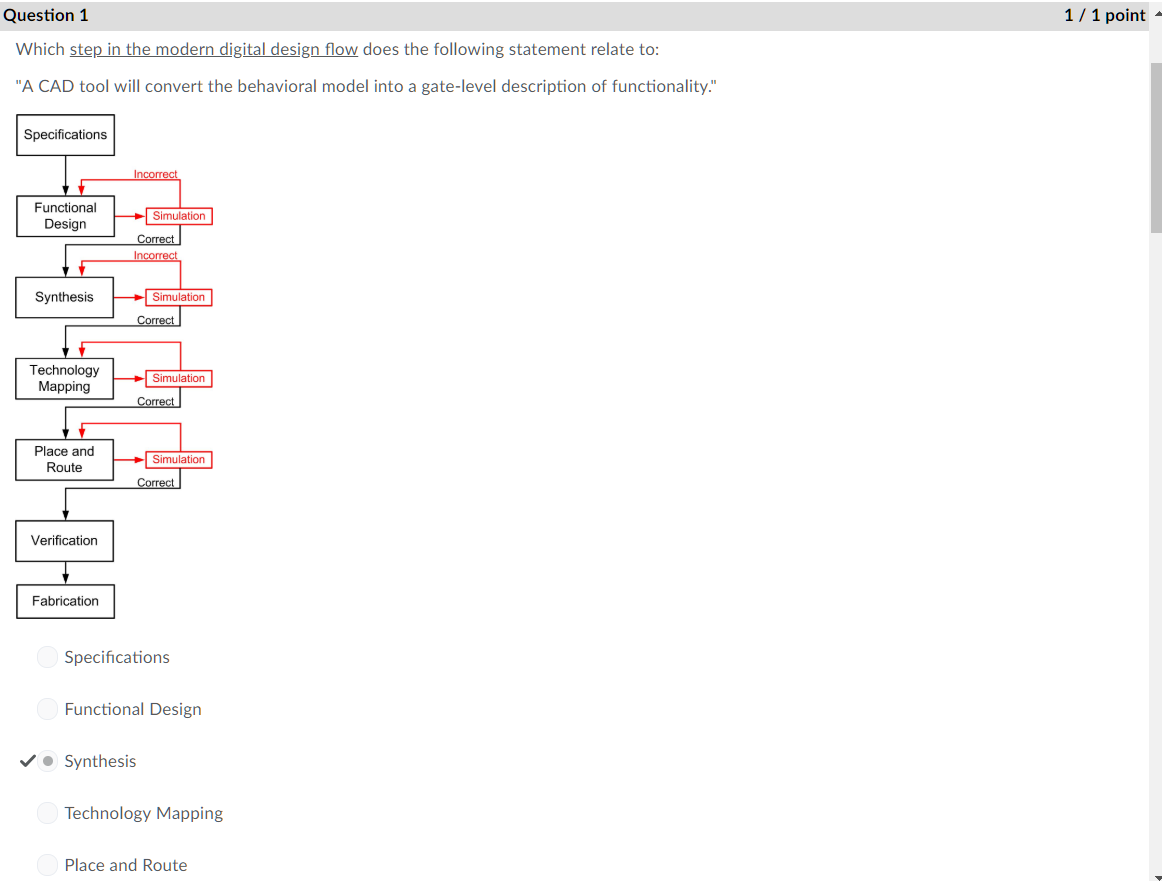 Question 1
1 / 1 point
Which step in the modern digital design flow does the following statement relate to:
"A CAD tool will convert the behavioral model into a gate-level description of functionality."
Specifications
Incorrect
Functional
Design
Simulation
Correct
Incorrect
Synthesis
Simulation
Correct
Technology
Mapping
Simulation
Correct
Place and
Route
Simulation
Correct
Verification
Fabrication
Specifications
Functional Design
Synthesis
Technology Mapping
Place and Route